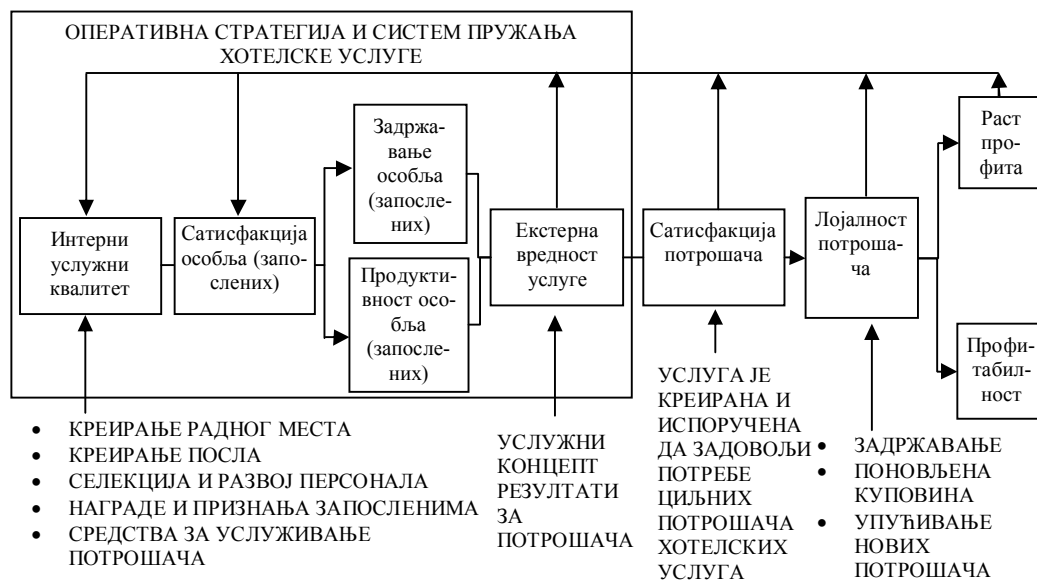 ОПЕРАТИВНА СТРАТЕГИЈА И СИСТЕМ ПРУЖАЊА
ХОТЕЛСКЕ УСЛУГЕ
Интерни
услужни
квалитет
Сатисфакција
особља (запо-
слених)
Задржа-
вање
особља
(запосле-
них)
Продукти-
вност осо-
бља
(запосле-
них)
Екстерна
вредност
услуге
Сатисфакција
потрошача
Лојалност
потроша-
ча
Раст
про-
фита
Профи-
табил-
ност
• КРЕИРАЊЕ РАДНОГ МЕСТА
• КРЕИРАЊЕ ПОСЛА
• СЕЛЕКЦИЈА И РАЗВОЈ ПЕРСОНАЛА
• НАГРАДЕ И ПРИЗНАЊА ЗАПОСЛЕНИМА
• СРЕДСТВА ЗА УСЛУЖИВАЊЕ
ПОТРОШАЧА
УСЛУЖНИ
КОНЦЕПТ
РЕЗУЛТАТИ
ЗА
ПОТРОШАЧА
УСЛУГА ЈЕ
КРЕИРАНА И
ИСПОРУЧЕНА
ДА ЗАДОВОЉИ
ПОТРЕБЕ
ЦИЉНИХ
ПОТРОШАЧА
ХОТЕЛСКИХ
УСЛУГА
• ЗАДРЖАВАЊЕ
• ПОНОВЉЕНА
КУПОВИНА
• УПУЋИВАЊЕ
НОВИХ
ПОТРОШАЧА